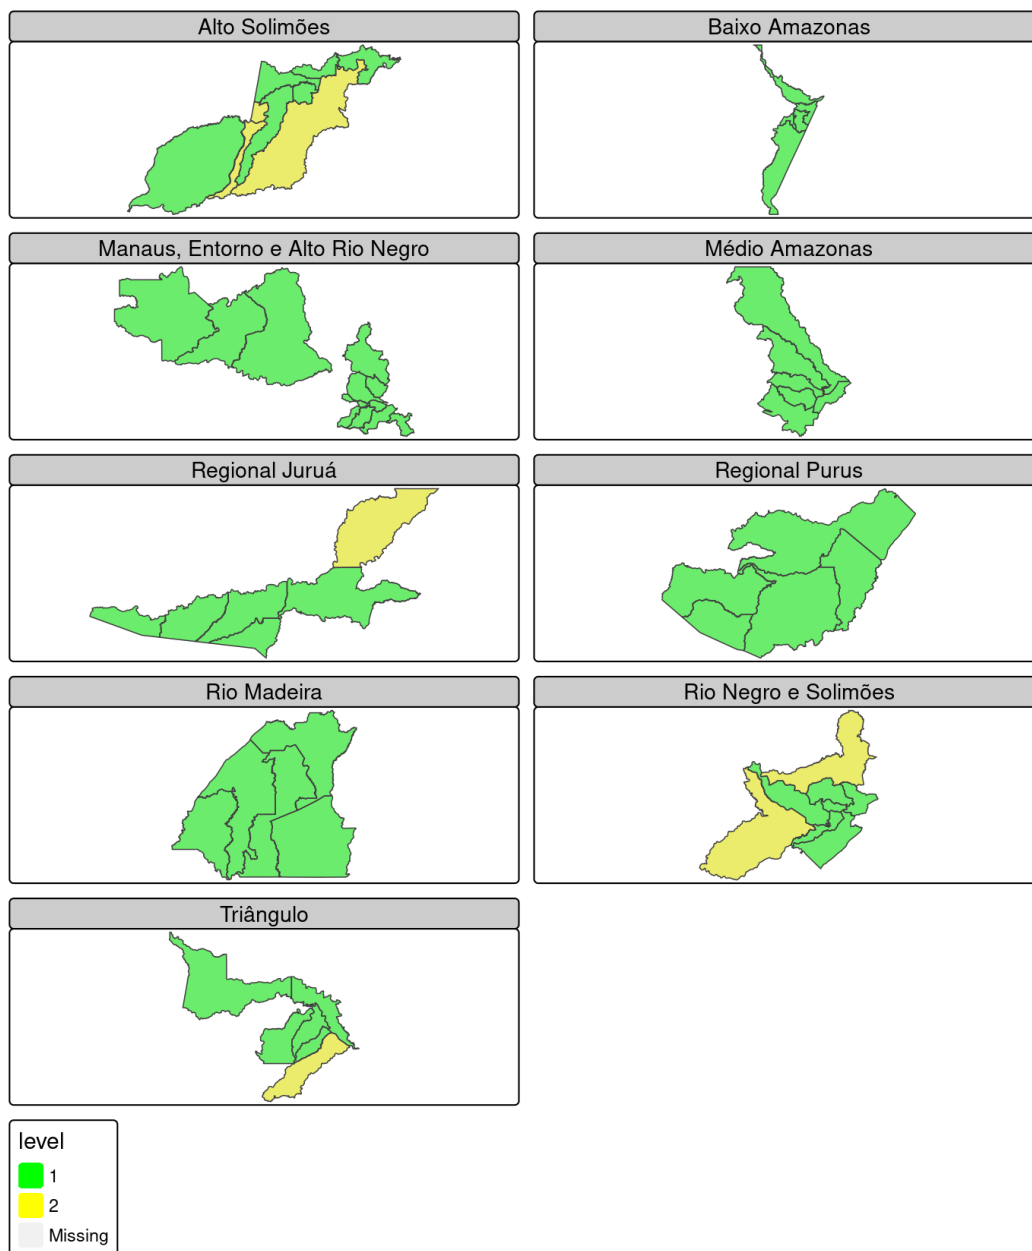 Alto Solimões
Baixo Amazonas
Manaus, Entorno e Alto Rio Negro
Médio Amazonas
Regional Juruá
Regional Purus
Rio Madeira
Rio Negro e Solimões
Triângulo
level
1
2
Missing